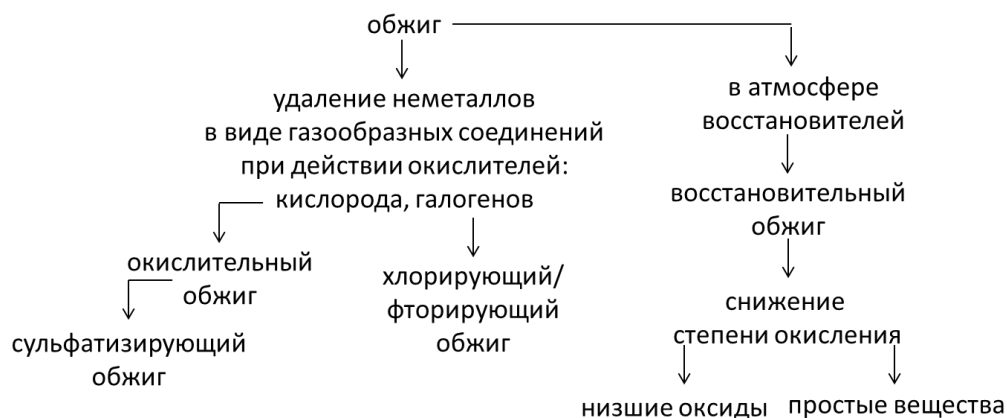 обжиг
удаление неметаллов
в виде газообразных соединений
при действии окислителей:
кислорода, галогенов
окислительный
обжиг
сульфатизирующий
обжиг
хлорирующий/
фторирующий
обжиг
в атмосфере
восстановителей
восстановительный
обжиг
снижение
степени окисления
низшие оксиды
простые вещества